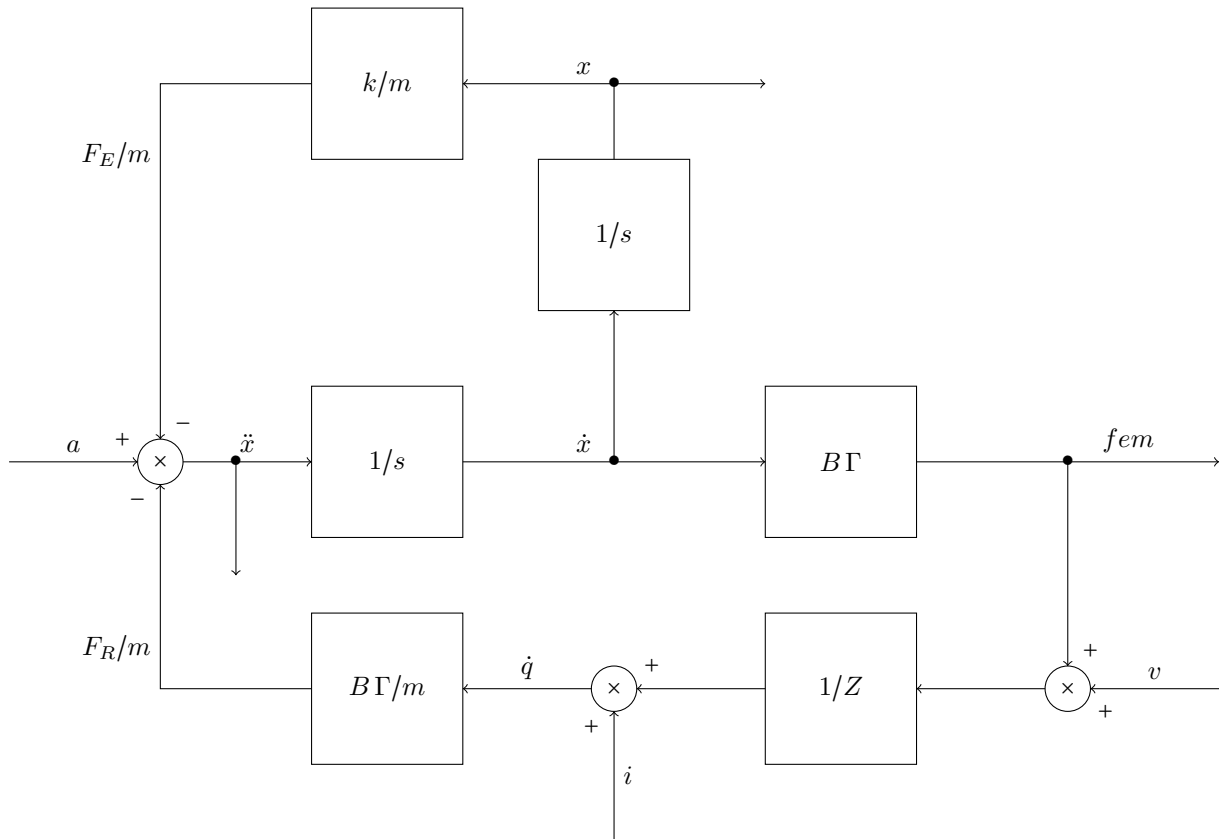 k/m
x
F_E/m
1/s
a
+
−
×
−
ẍ
1/s
ẋ
B Γ
fem
F_R/m
B Γ/m
q̇
×
+
+
i
1/Z
×
+
+
v